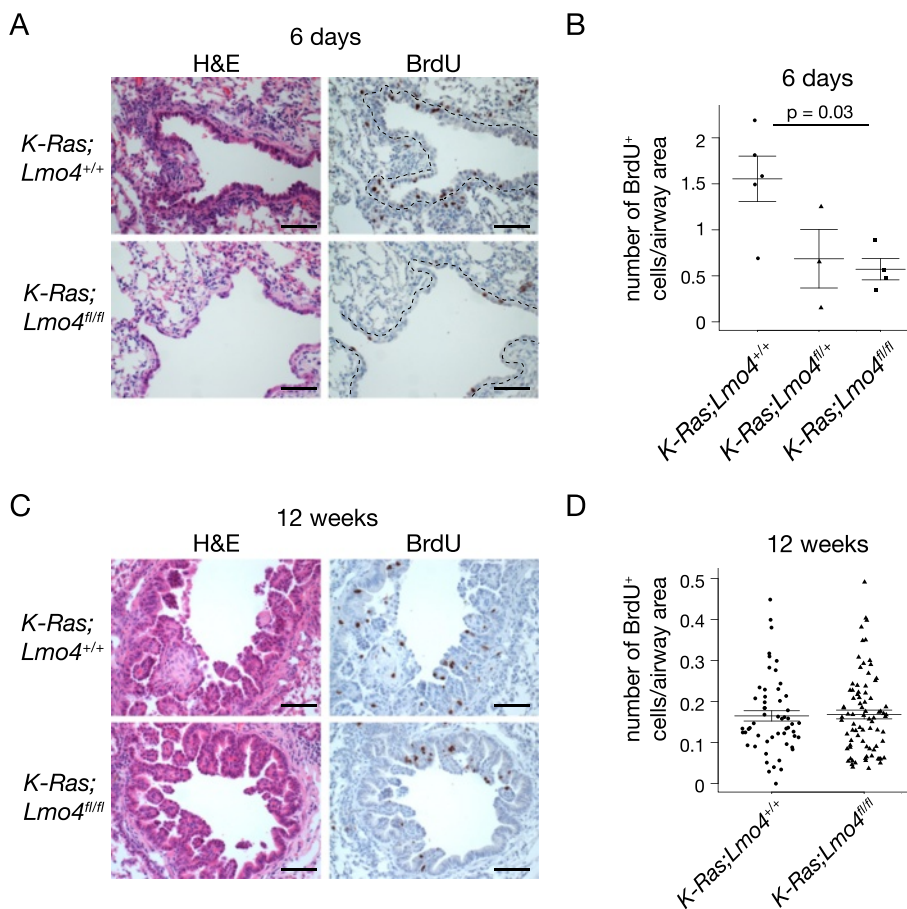 A
6 days
H&E
BrdU
K-Ras;
Lmo4+/+
K-Ras;
Lmo4fl/fl
B
6 days
p = 0.03
number of BrdU+
cells/airway area
2
1.5
1
0.5
0
K-Ras;Lmo4+/+
K-Ras;Lmo4fl/+
K-Ras;Lmo4fl/fl
C
12 weeks
H&E
BrdU
K-Ras;
Lmo4+/+
K-Ras;
Lmo4fl/fl
D
12 weeks
number of BrdU+
cells/airway area
0.5
0.4
0.3
0.2
0.1
0
K-Ras;Lmo4+/+
K-Ras;Lmo4fl/fl